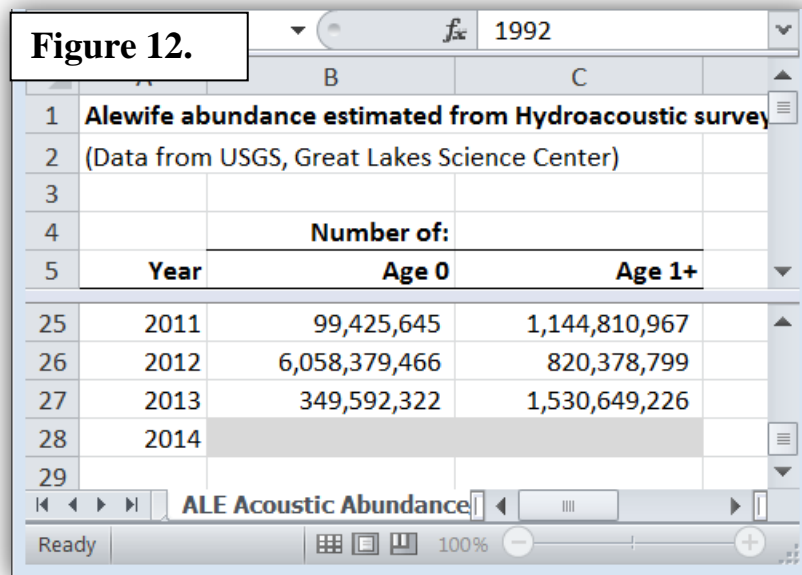 Figure 12.
fx 1992
B C
1 Alewife abundance estimated from Hydroacoustic survey
2 (Data from USGS, Great Lakes Science Center)
3
4 Number of:
5 Year Age 0 Age 1+
25 2011 99,425,645 1,144,810,967
26 2012 6,058,379,466 820,378,799
27 2013 349,592,322 1,530,649,226
28 2014
29
ALE Acoustic Abundance
Ready 100%